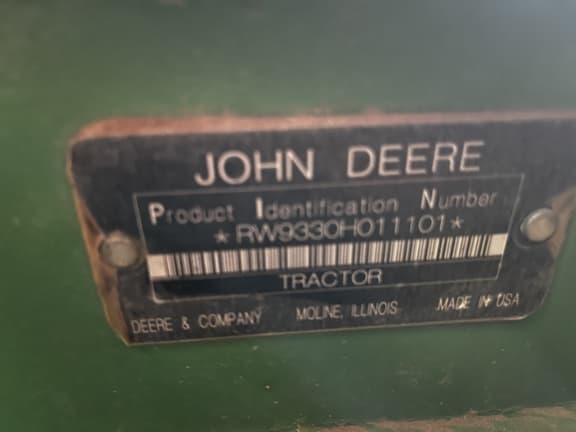 JOHN DEERE
Product Identification Number
*RW9330H011101*
TRACTOR
DEERE & COMPANY MOLINE, ILLINOIS MADE IN USA